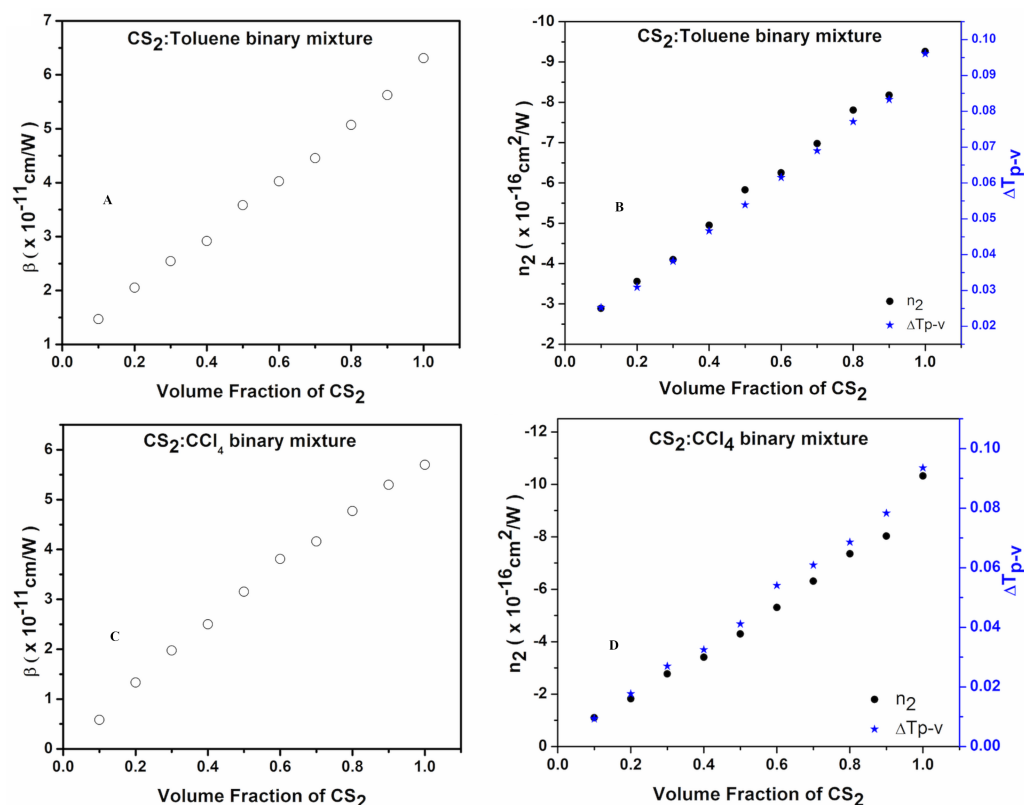 CS2:Toluene binary mixture
7
6
5
4
3
2
1
β ( x 10-11cm/W)
A
0.0 0.2 0.4 0.6 0.8 1.0
Volume Fraction of CS2
CS2:Toluene binary mixture
-10
-9
-8
-7
-6
-5
-4
-3
-2
n2 ( x 10-16cm2/W)
B
n2
ΔTp-v
0.10
0.09
0.08
0.07
0.06
0.05
0.04
0.03
0.02
ΔTp-v
0.0 0.2 0.4 0.6 0.8 1.0
Volume Fraction of CS2
CS2:CCl4 binary mixture
6
5
4
3
2
1
0
β ( x 10-11cm/W)
C
0.0 0.2 0.4 0.6 0.8 1.0
Volume Fraction of CS2
CS2:CCl4 binary mixture
-12
-10
-8
-6
-4
-2
0
n2 ( x 10-16cm2/W)
D
n2
ΔTp-v
0.10
0.08
0.06
0.04
0.02
0.00
ΔTp-v
0.0 0.2 0.4 0.6 0.8 1.0
Volume Fraction of CS2